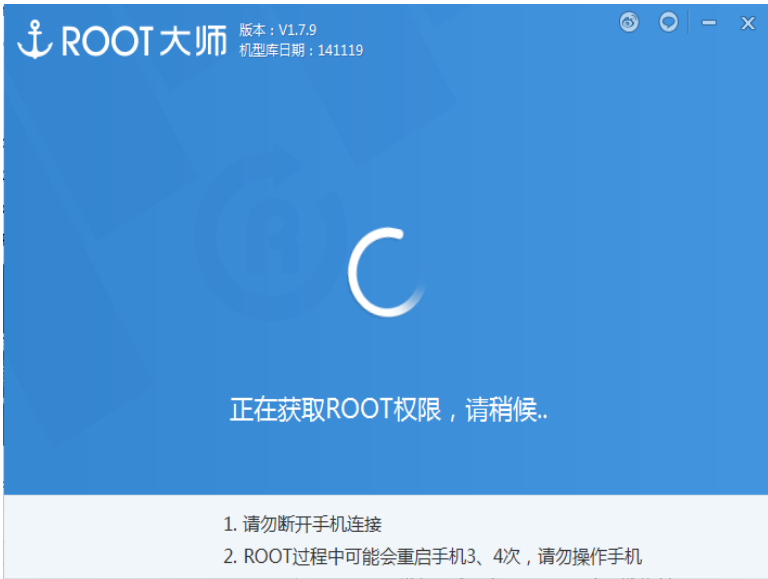 ROOT大师
版本：V1.7.9
机型库日期：141119
正在获取ROOT权限，请稍候..
1. 请勿断开手机连接
2. ROOT过程中可能会重启手机3、4次，请勿操作手机